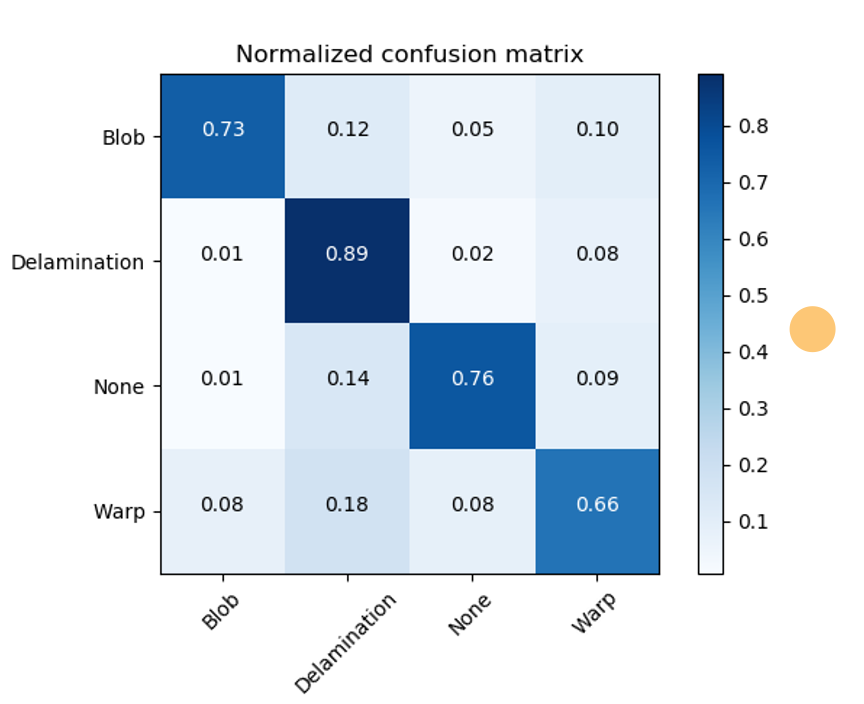 Normalized confusion matrix
Blob 0.73 0.12 0.05 0.10
Delamination 0.01 0.89 0.02 0.08
None 0.01 0.14 0.76 0.09
Warp 0.08 0.18 0.08 0.66
Blob Delamination None Warp
0.8
0.7
0.6
0.5
0.4
0.3
0.2
0.1